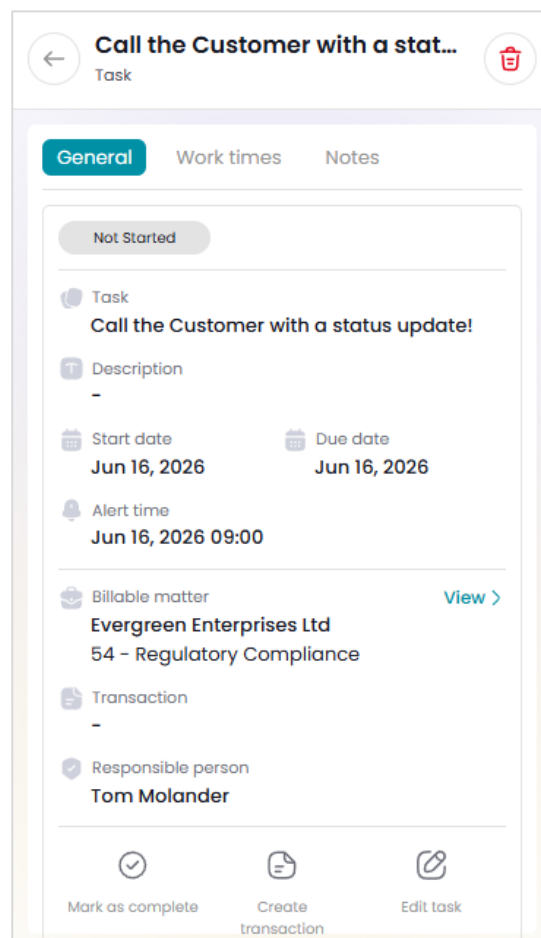 Call the Customer with a stat...
Task
General Work times Notes
Not Started
Task
Call the Customer with a status update!
Description
-
Start date Due date
Jun 16, 2026 Jun 16, 2026
Alert time
Jun 16, 2026 09:00
Billable matter View >
Evergreen Enterprises Ltd
54 - Regulatory Compliance
Transaction
-
Responsible person
Tom Molander
Mark as complete Create Edit task
transaction